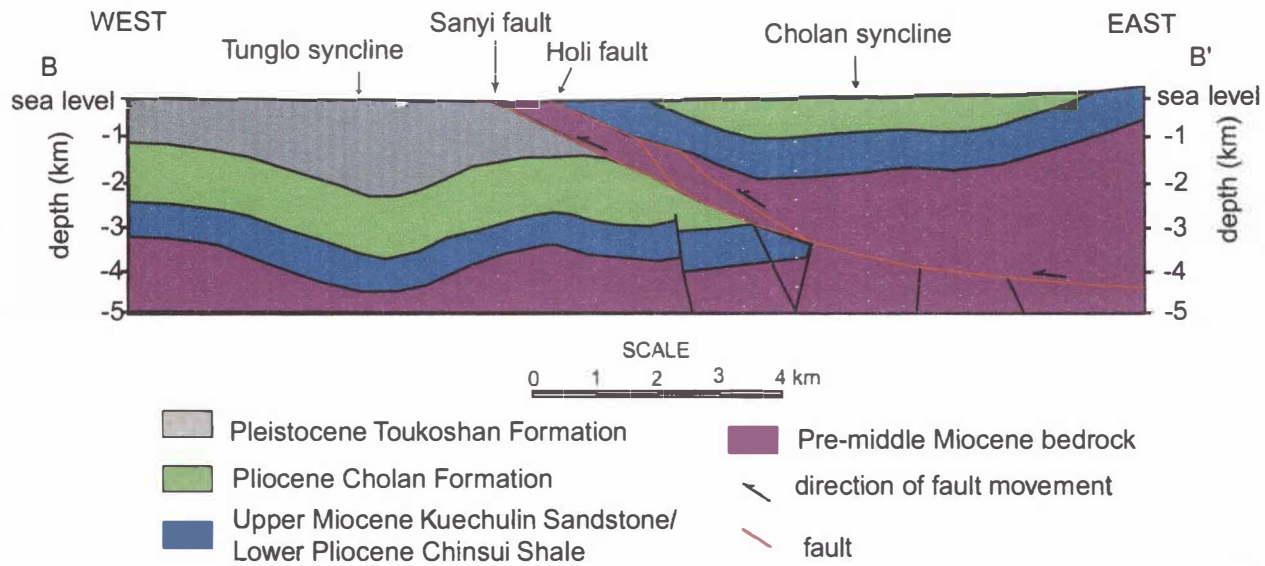 WEST
Sanyi fault
EAST
Tunglo syncline
Holi fault
Cholan syncline
B
B'
sea level
sea level
-1
-1
-2
-2
-3
-3
-4
-4
-5
-5
depth (km)
depth (km)
SCALE
0 1 2 3 4 km
Pleistocene Toukoshan Formation
Pliocene Cholan Formation
Upper Miocene Kuechulin Sandstone/
Lower Pliocene Chinsui Shale
Pre-middle Miocene bedrock
direction of fault movement
fault